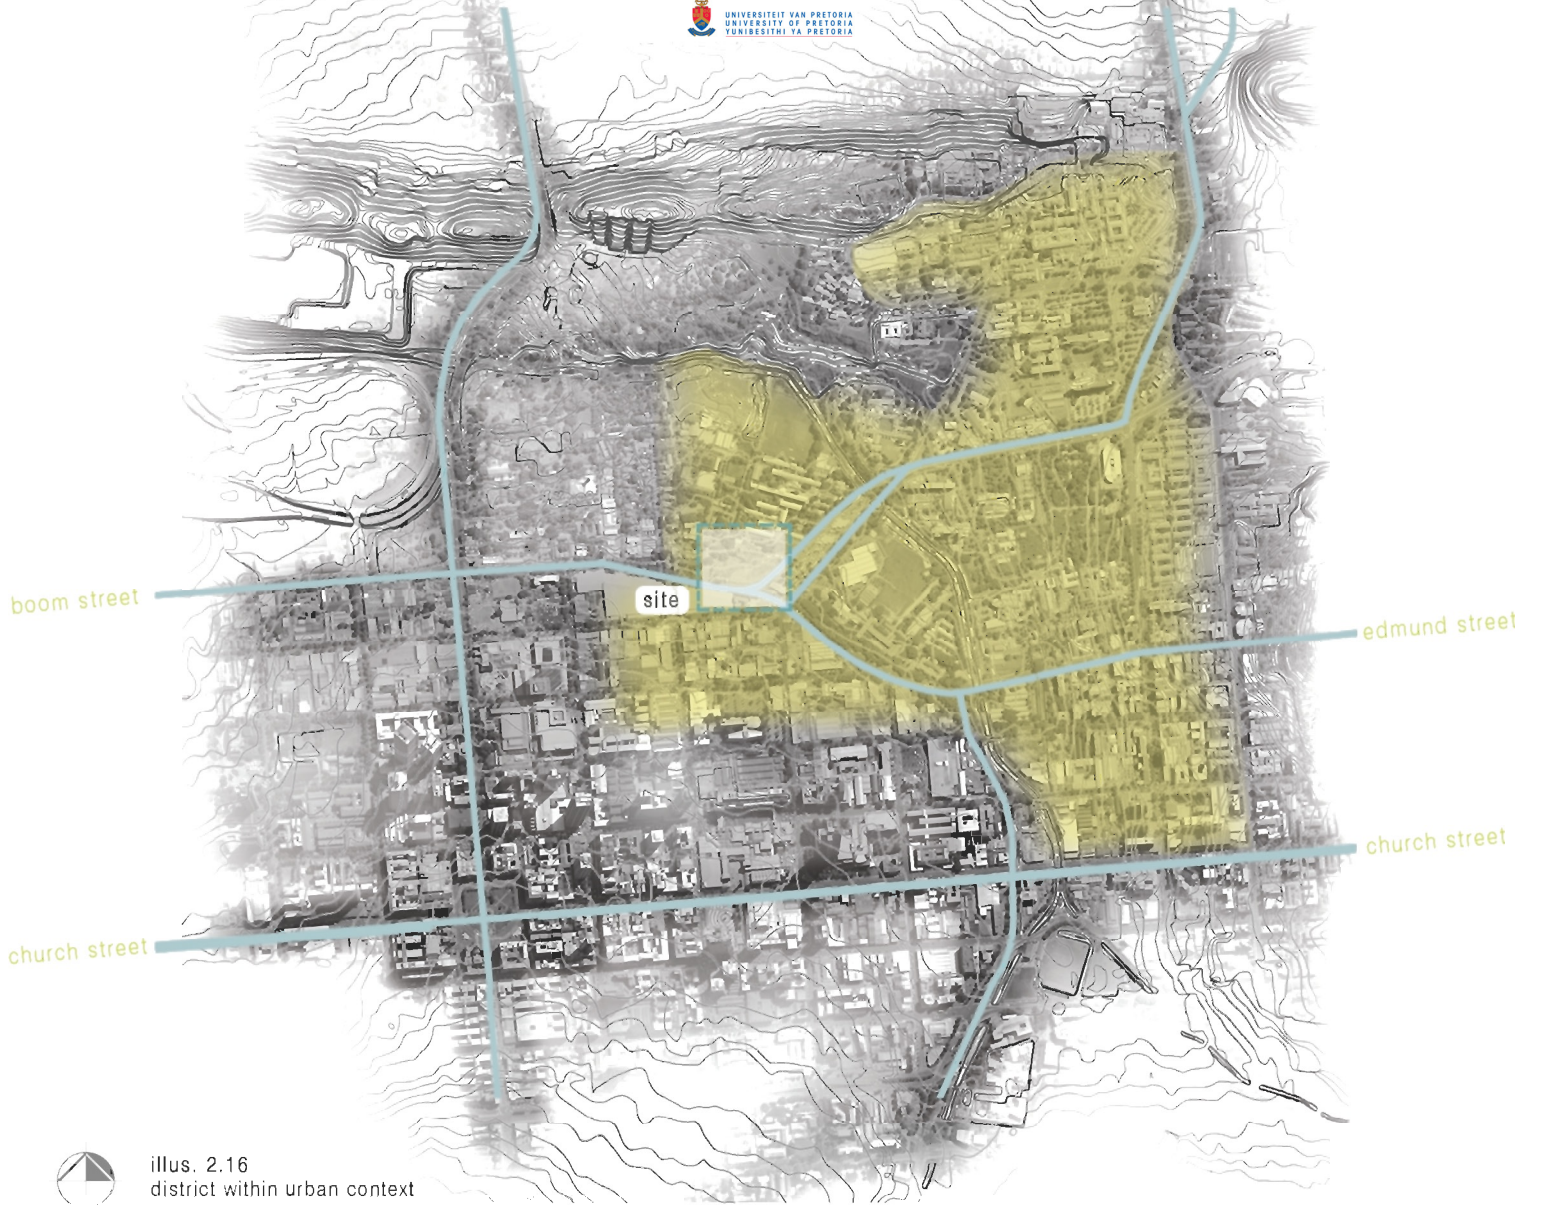 UNIVERSITEIT VAN PRETORIA
UNIVERSITY OF PRETORIA
YUNIBESITHI YA PRETORIA
boom street
site
edmund street
church street
church street
illus. 2.16
district within urban context